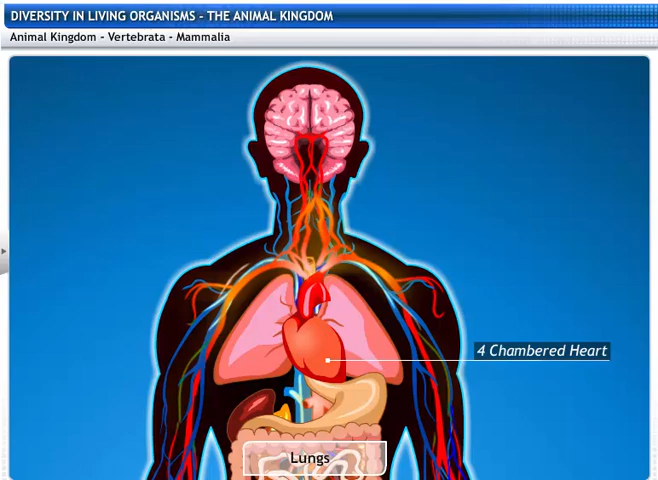 DIVERSITY IN LIVING ORGANISMS - THE ANIMAL KINGDOM
Animal Kingdom - Vertebrata - Mammalia
4 Chambered Heart
Lungs